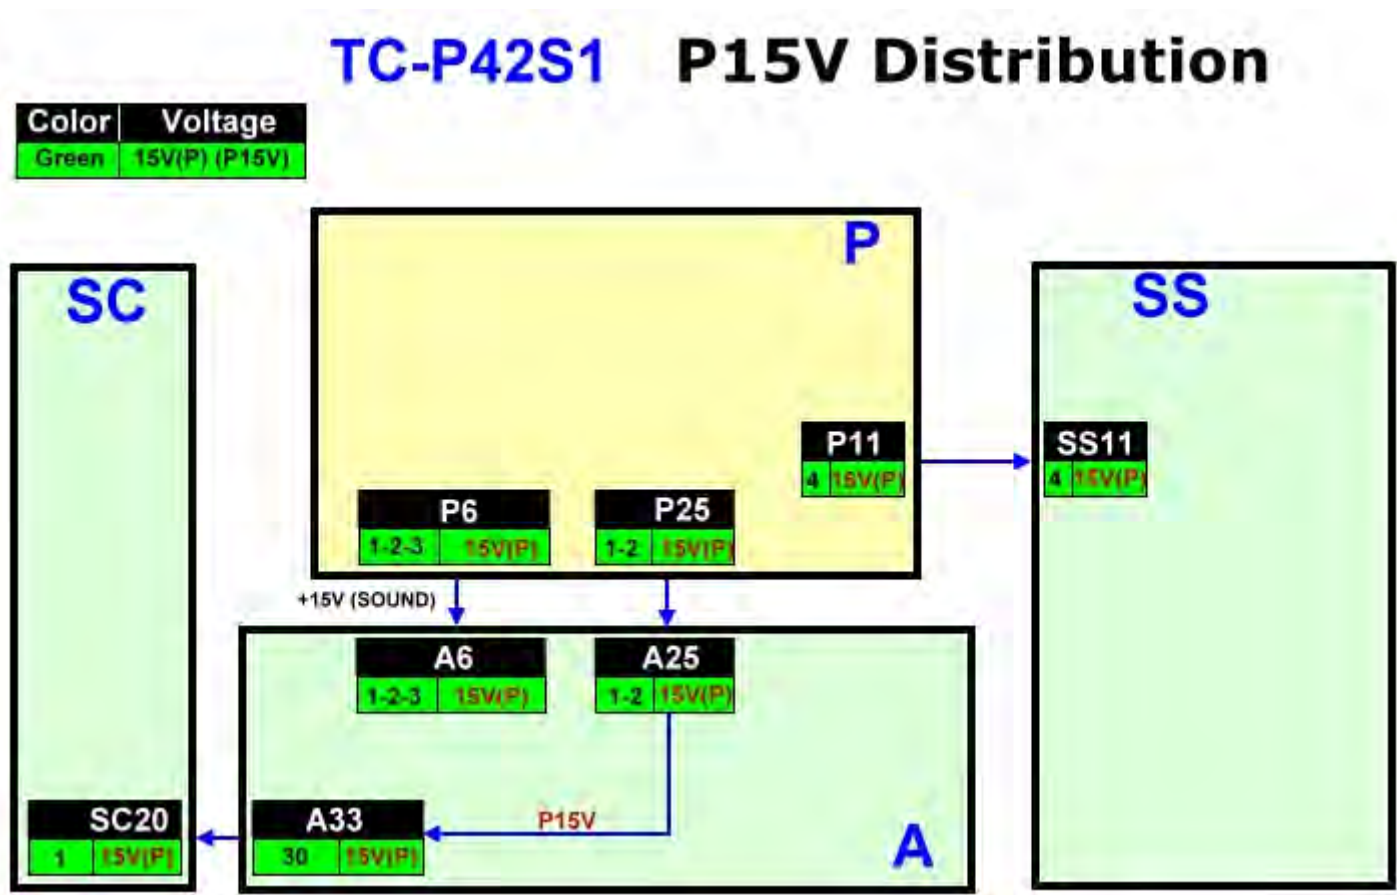 TC-P42S1 P15V Distribution
Color Voltage
Green 15V(P) (P15V)
P
SC
SS
P11
4 15V(P)
SS11
4 15V(P)
P6
1-2-3 15V(P)
P25
1-2 15V(P)
+15V (SOUND)
A6
1-2-3 15V(P)
A25
1-2 15V(P)
SC20
1 15V(P)
A33
30 15V(P)
P15V
A